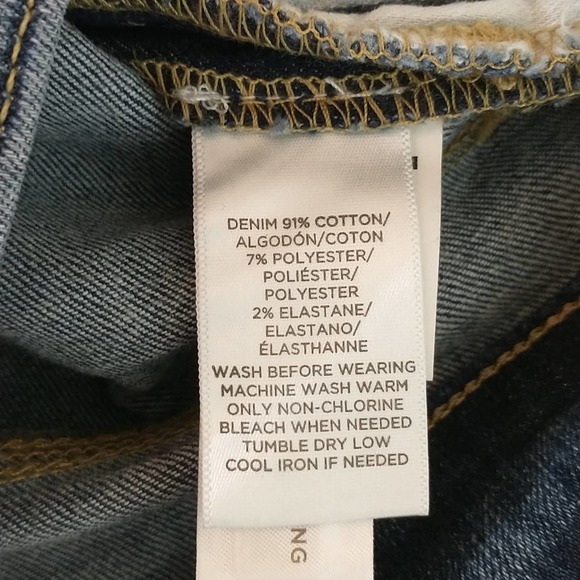 DENIM 91% COTTON/
ALGODÓN/COTON
7% POLYESTER/
POLIÉSTER/
POLYESTER
2% ELASTANE/
ELASTANO/
ÉLASTHANNE
WASH BEFORE WEARING
MACHINE WASH WARM
ONLY NON-CHLORINE
BLEACH WHEN NEEDED
TUMBLE DRY LOW
COOL IRON IF NEEDED
NG